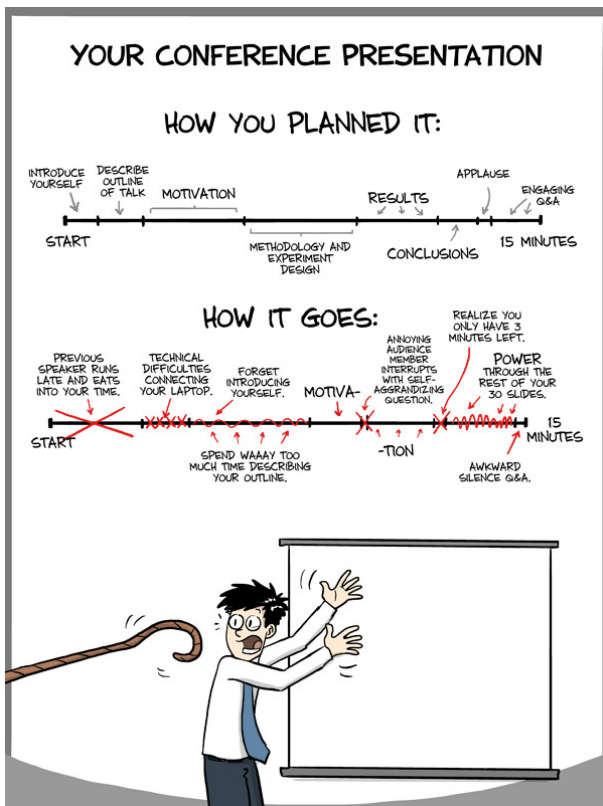 YOUR CONFERENCE PRESENTATION
HOW YOU PLANNED IT:
INTRODUCE
YOURSELF
DESCRIBE
OUTLINE
OF TALK
MOTIVATION
METHODOLOGY AND
EXPERIMENT
DESIGN
RESULTS
CONCLUSIONS
APPLAUSE
ENGAGING
Q&A
START
15 MINUTES
HOW IT GOES:
PREVIOUS
SPEAKER RUNS
LATE AND EATS
INTO YOUR TIME.
TECHNICAL
DIFFICULTIES
CONNECTING
YOUR LAPTOP.
FORGET
INTRODUCING
YOURSELF.
SPEND WAAAY TOO
MUCH TIME DESCRIBING
YOUR OUTLINE.
MOTIVA-
ANNOYING
AUDIENCE
MEMBER
INTERRUPTS
WITH SELF-
AGGRANDIZING
QUESTION.
-TION
REALIZE YOU
ONLY HAVE 3
MINUTES LEFT.
POWER
THROUGH THE
REST OF YOUR
30 SLIDES.
AWKWARD
SILENCE Q&A.
START
15
MINUTES